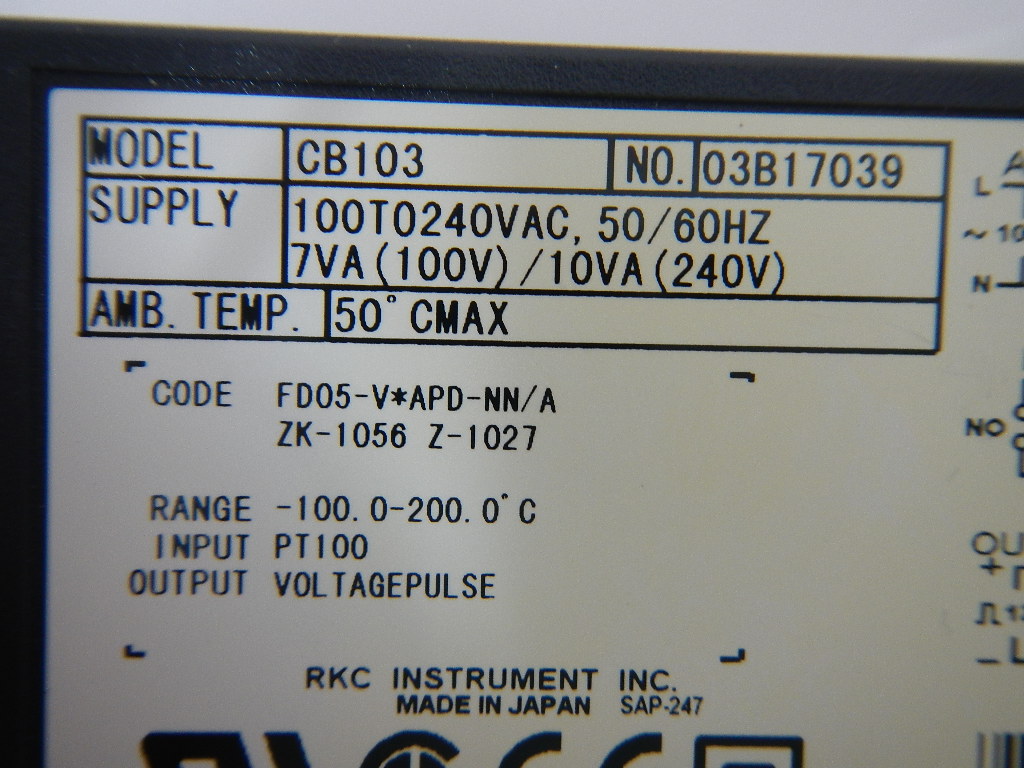 MODEL CB103 NO. 03B17039
SUPPLY 100TO240VAC, 50/60HZ
7VA(100V)/10VA(240V)
AMB. TEMP. 50°CMAX
CODE FD05-V*APD-NN/A
ZK-1056 Z-1027
RANGE -100.0-200.0°C
INPUT PT100
OUTPUT VOLTAGEPULSE
RKC INSTRUMENT INC.
MADE IN JAPAN SAP-247
L
N
NO
+
−